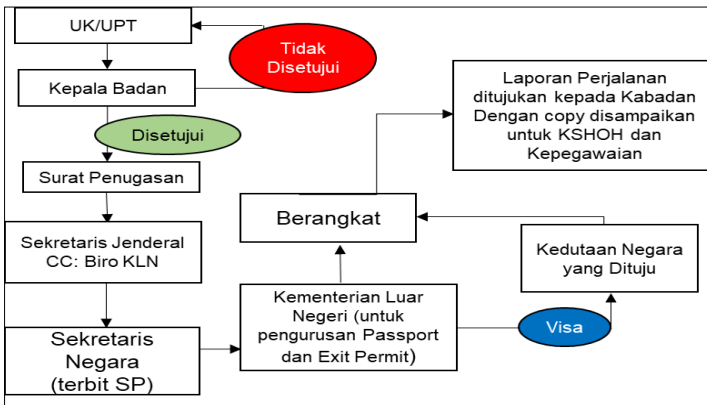 UK/UPT
Tidak
Disetujui
Kepala Badan
Disetujui
Surat Penugasan
Sekretaris Jenderal
CC: Biro KLN
Sekretaris
Negara
(terbit SP)
Kementerian Luar
Negeri (untuk
pengurusan Passport
dan Exit Permit)
Visa
Kedutaan Negara
yang Dituju
Berangkat
Laporan Perjalanan
ditujukan kepada Kabadan
Dengan copy disampaikan
untuk KSHOH dan
Kepegawaian